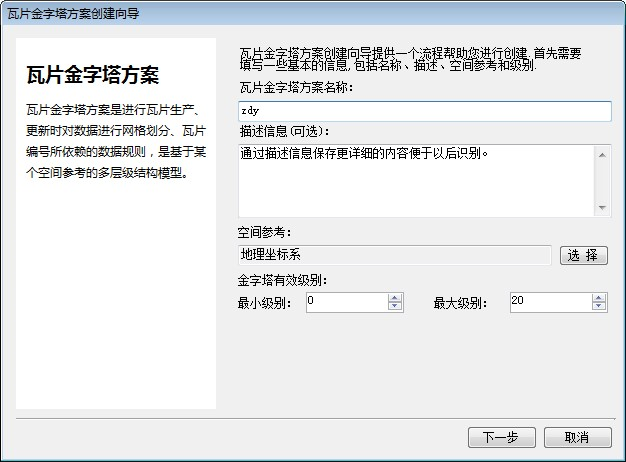 瓦片金字塔方案创建向导
瓦片金字塔方案
瓦片金字塔方案是进行瓦片生产、
更新时对数据进行网格划分、瓦片
编号所依赖的数据规则，是基于某
个空间参考的多层级结构模型。
瓦片金字塔方案创建向导提供一个流程帮助您进行创建.首先需要
填写一些基本的信息,包括名称、描述、空间参考和级别.
瓦片金字塔方案名称：
zdy
描述信息(可选)：
通过描述信息保存更详细的内容便于以后识别。
空间参考：
地理坐标系
选 择
金字塔有效级别：
最小级别： 0 最大级别： 20
下一步 取消